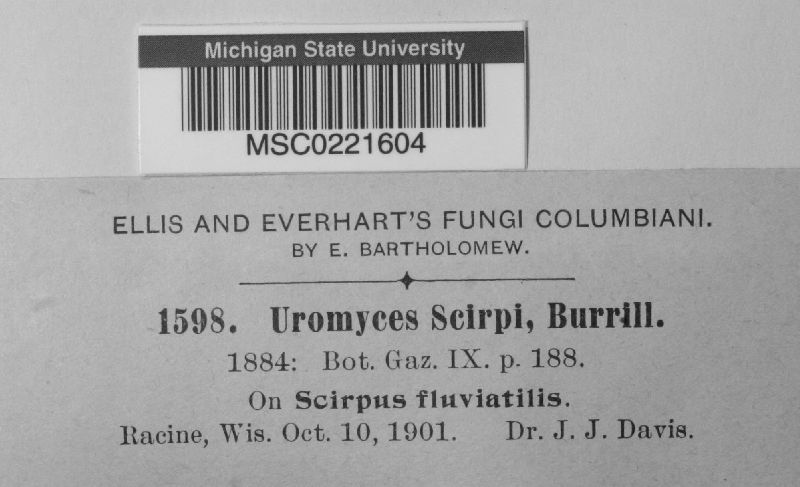 Michigan State University
MSC0221604
ELLIS AND EVERHART'S FUNGI COLUMBIANI.
BY E. BARTHOLOMEW.
1598. Uromyces Scirpi, Burrill.
1884: Bot. Gaz. IX. p. 188.
On Scirpus fluviatilis.
Racine, Wis. Oct. 10, 1901. Dr. J. J. Davis.